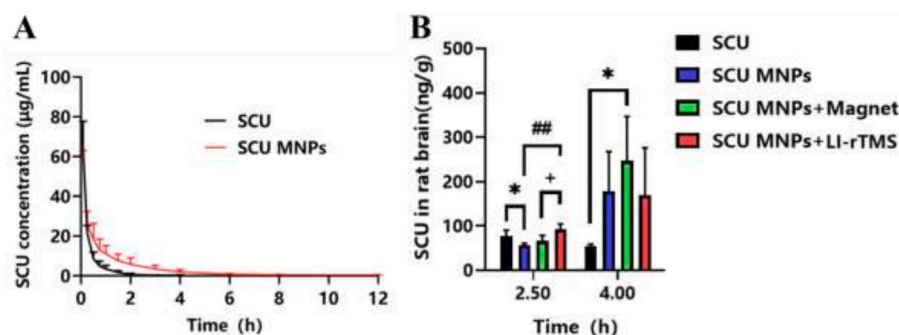 A
SCU concentration (µg/mL)
100
80
60
40
20
0
SCU
SCU MNPs
0
2
4
6
8
10
12
Time (h)
B
SCU in rat brain(ng/g)
500
400
300
200
100
0
*
##
+
*
2.50
4.00
Time (h)
SCU
SCU MNPs
SCU MNPs+Magnet
SCU MNPs+LI-rTMS